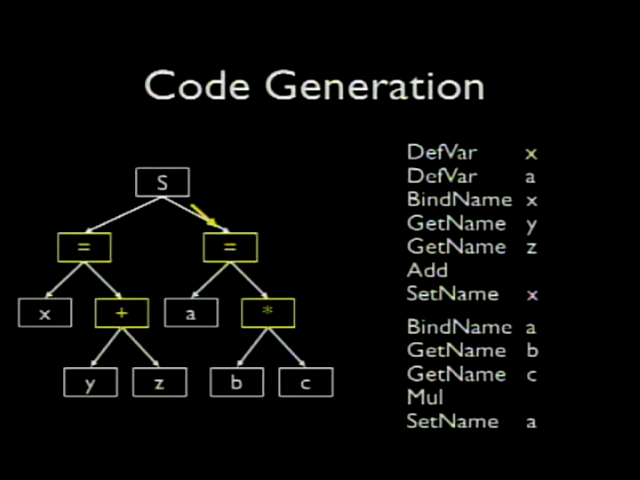 Code Generation
S
= =
x + a *
y z b c
DefVar x
DefVar a
BindName x
GetName y
GetName z
Add
SetName x
BindName a
GetName b
GetName c
Mul
SetName a